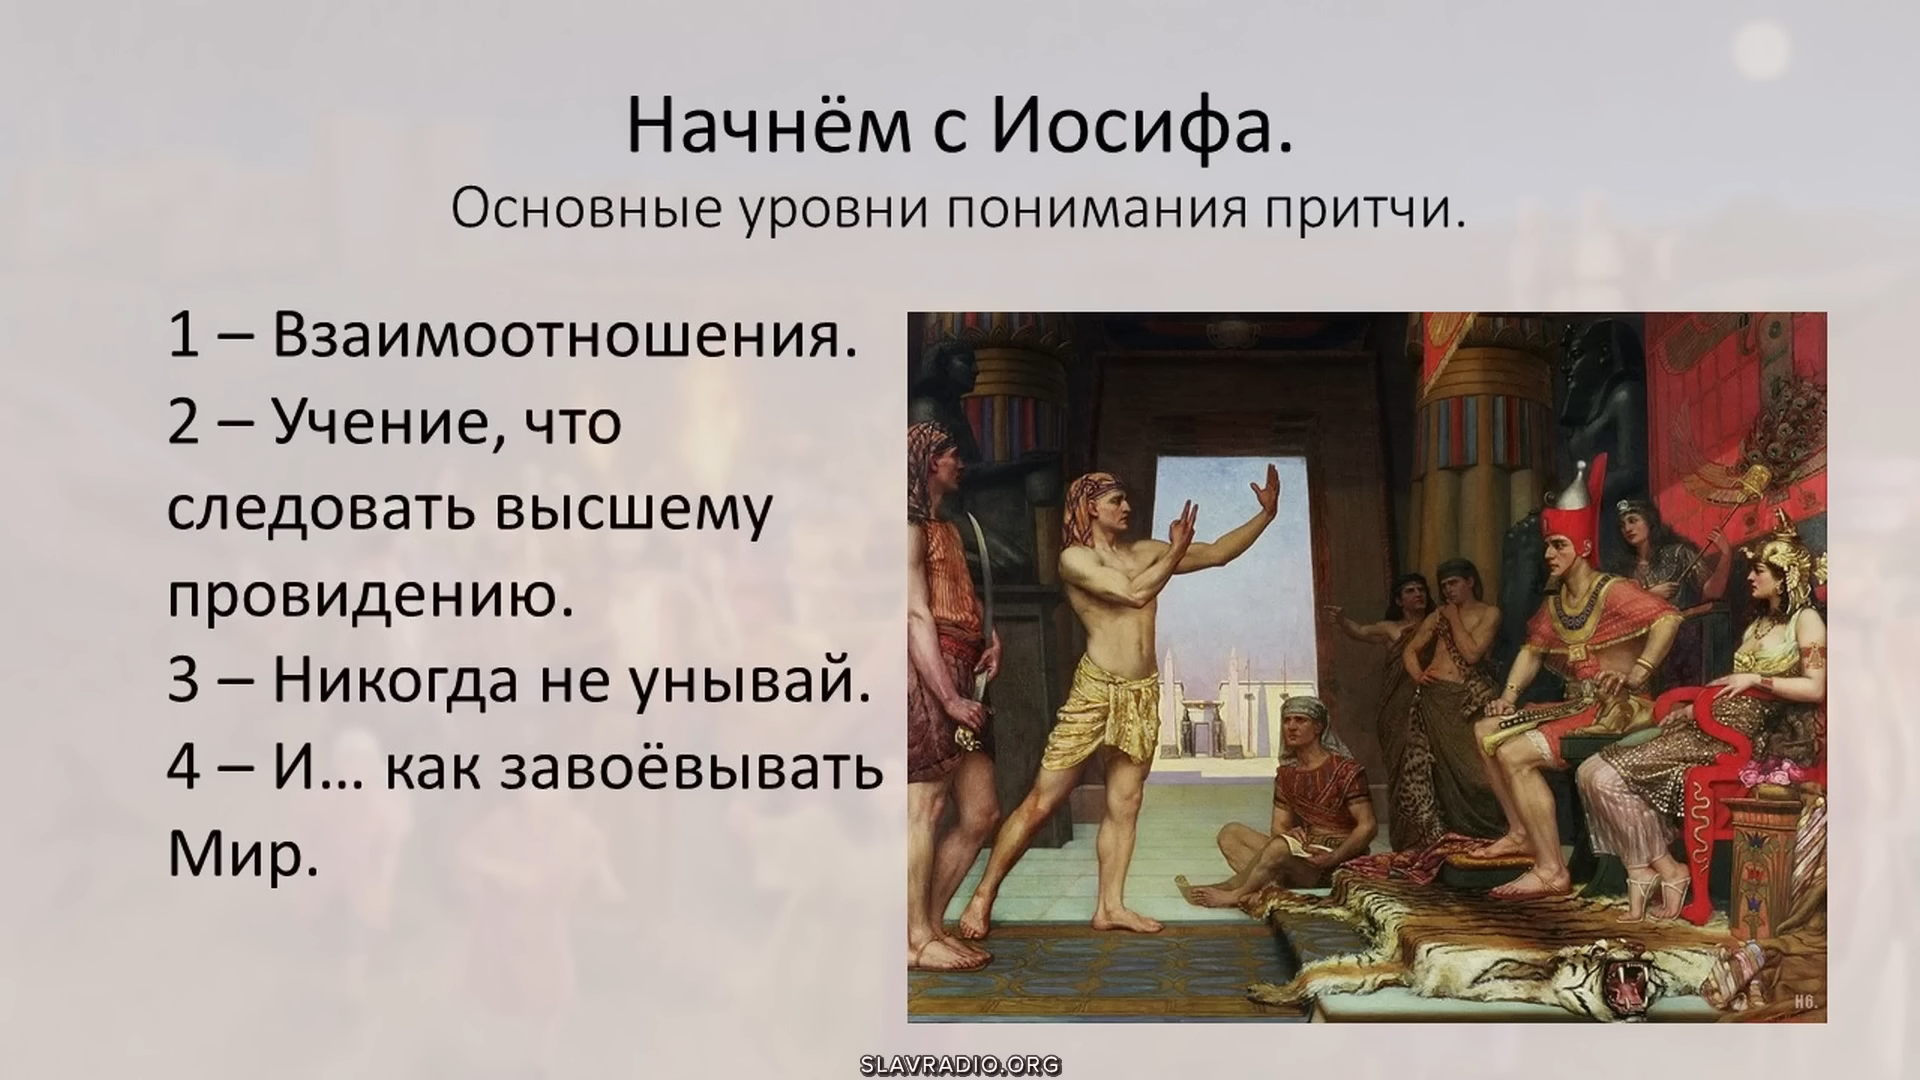 Начнём с Иосифа.
Основные уровни понимания притчи.
1 – Взаимоотношения.
2 – Учение, что
следовать высшему
провидению.
3 – Никогда не унывай.
4 – И... как завоёвывать
Мир.
НВ.
SLAVRADIO.ORG